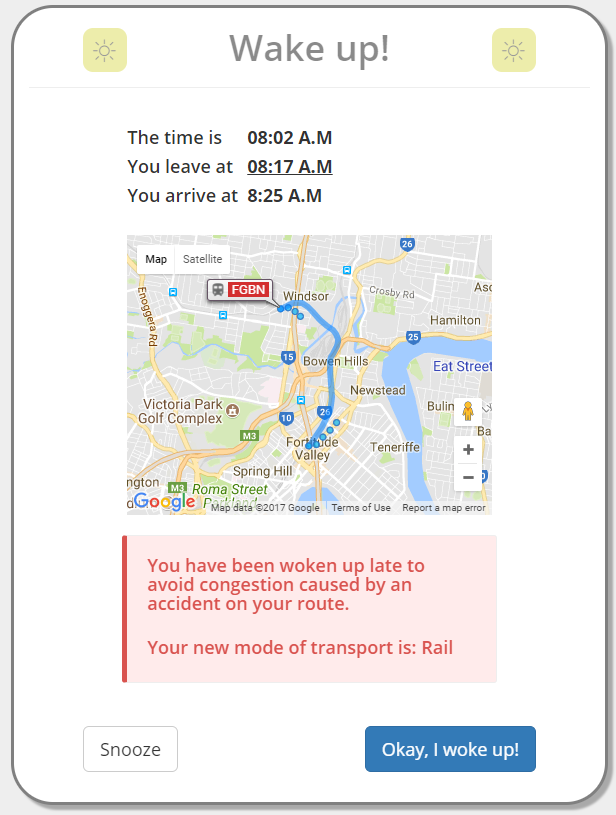 Wake up!
The time is 08:02 A.M
You leave at 08:17 A.M
You arrive at 8:25 A.M
Map Satellite
26
Enoggera Rd
FGBN
Windsor
Crosby Rd
Asc
Hamilton
25
15
Bowen Hills
Eat Street
Newstead
Victoria Park
Golf Complex
10
26
Bulim
Ba
M3
Fortitude
Valley
Teneriffe
Spring Hill
ngton
M3
Roma Street
Parkland
Google
Map data ©2017 Google Terms of Use Report a map error
You have been woken up late to
avoid congestion caused by an
accident on your route.
Your new mode of transport is: Rail
Snooze
Okay, I woke up!